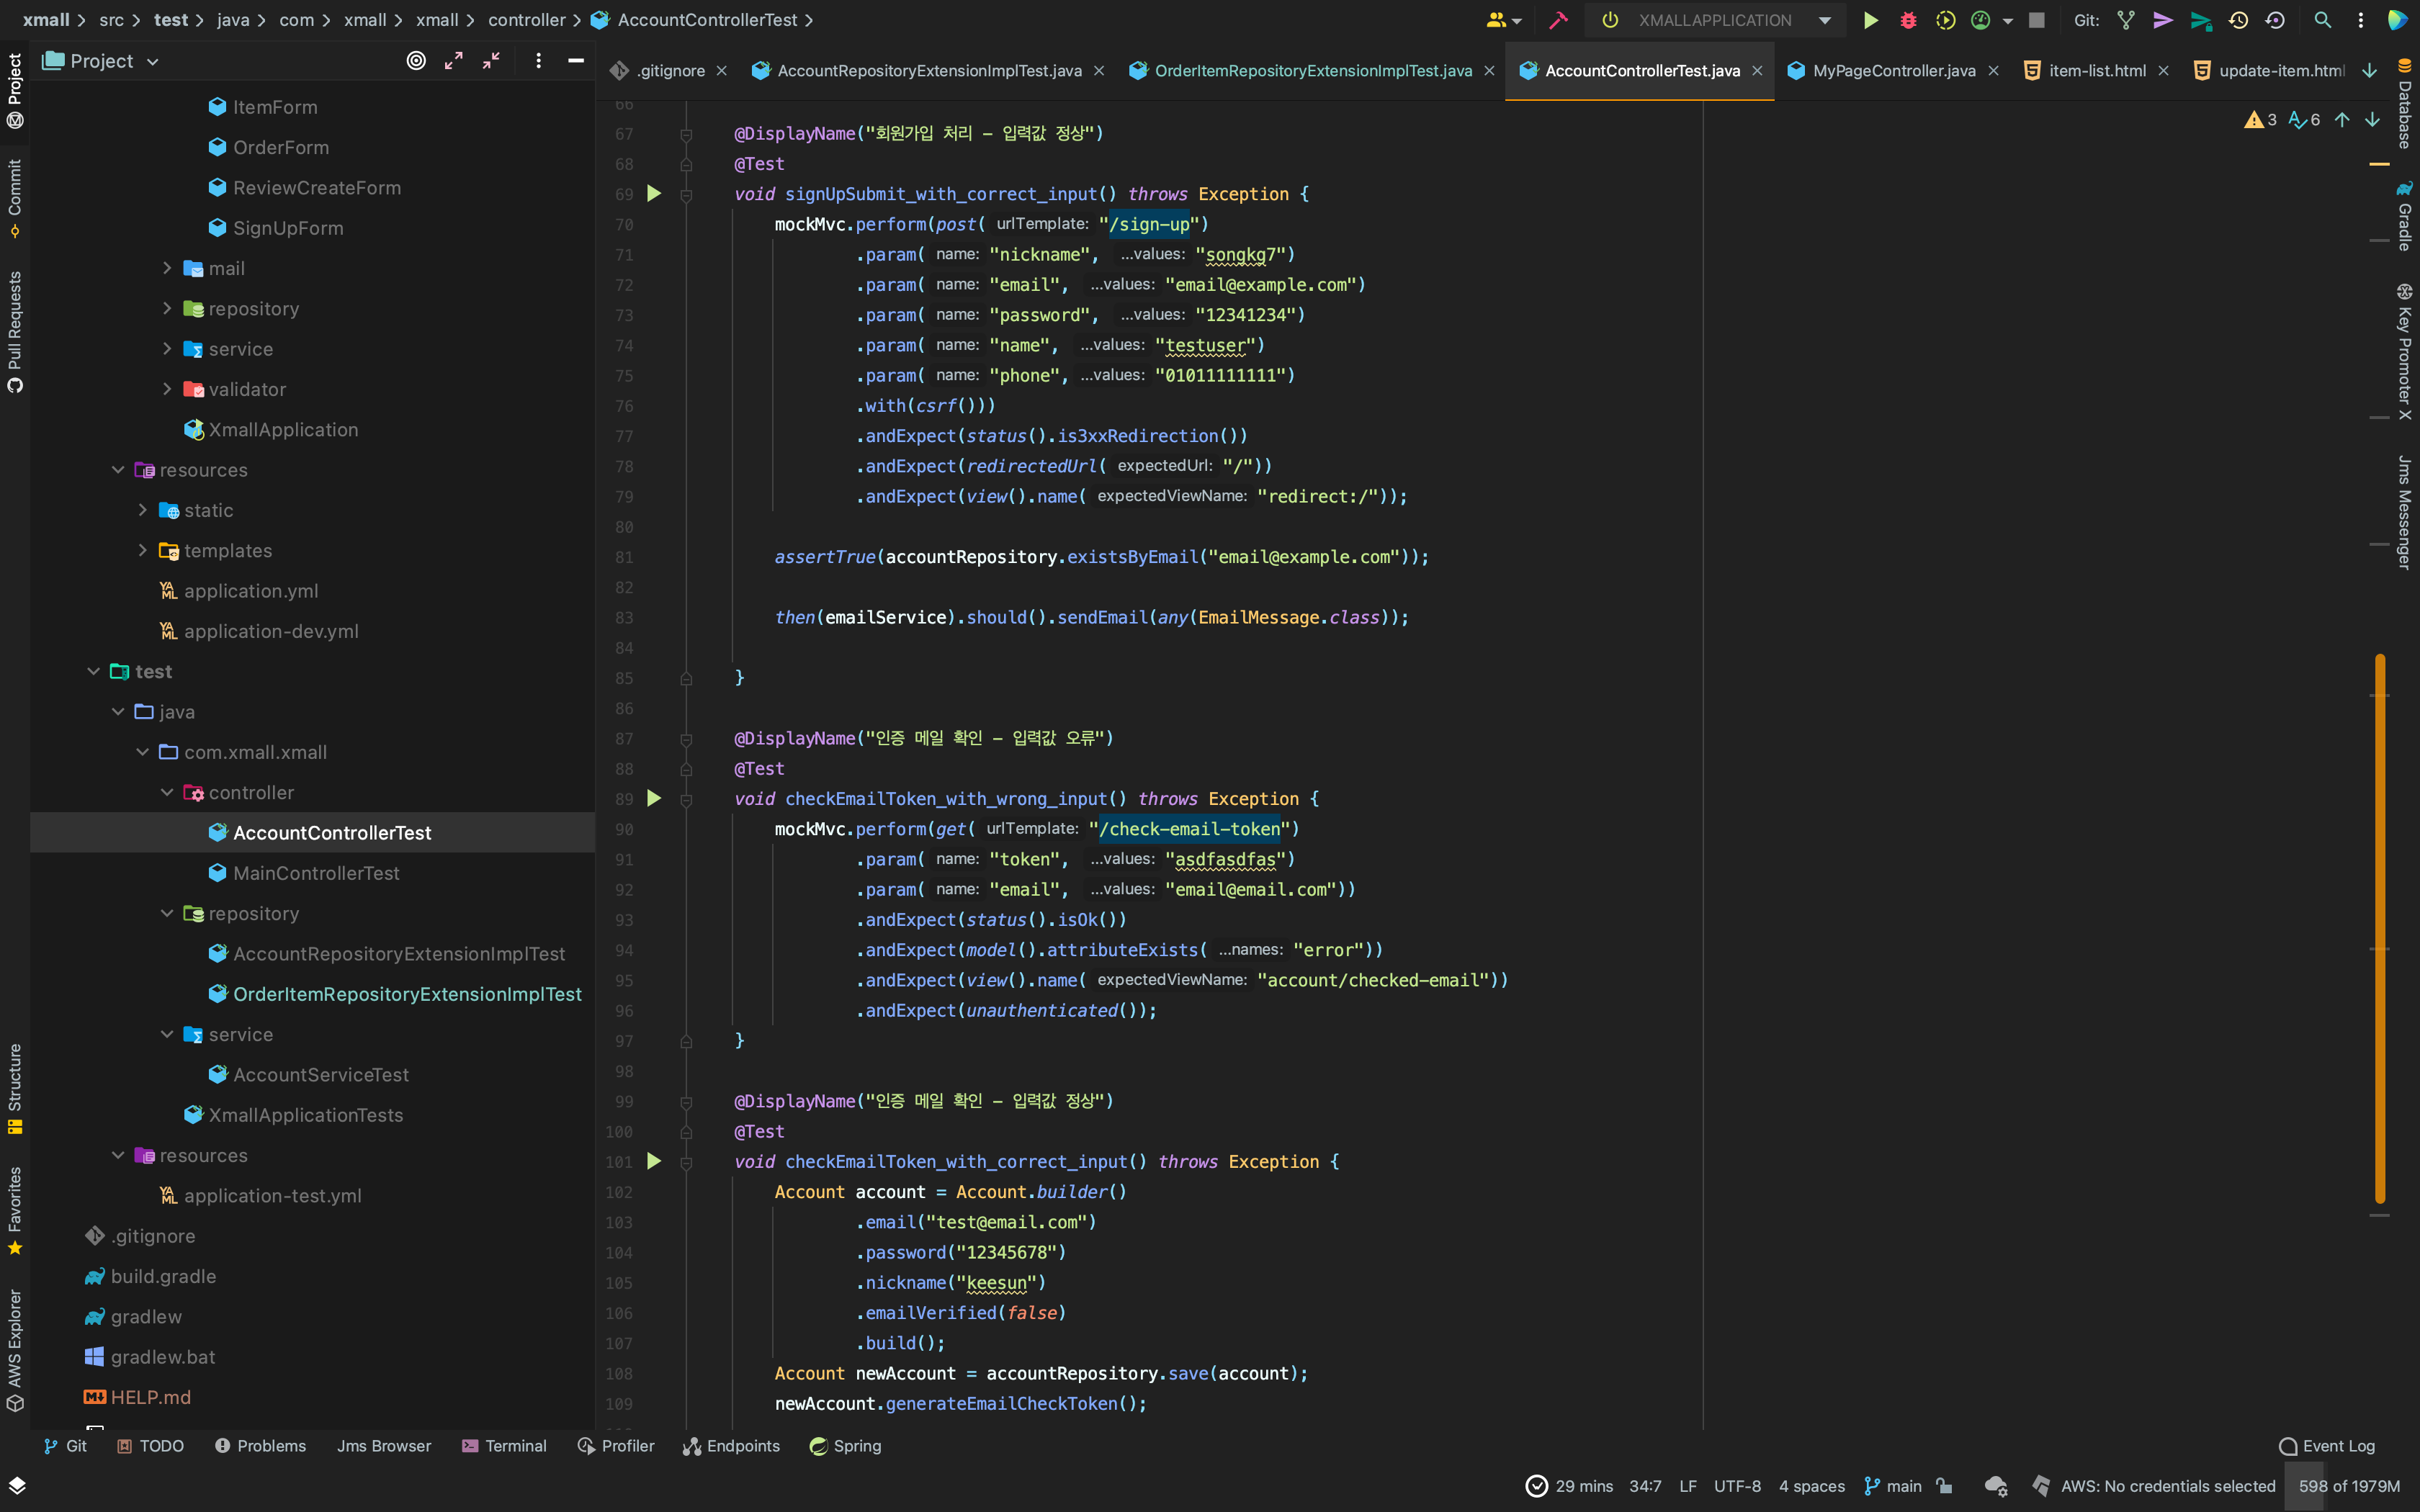 xmall > src > test > java > com > xmall > xmall > controller > AccountControllerTest >
XMALLAPPLICATION
Git:
Project
.gitignore
AccountRepositoryExtensionImplTest.java
OrderItemRepositoryExtensionImplTest.java
AccountControllerTest.java
MyPageController.java
item-list.html
update-item.html
Project
Commit
Pull Requests
Structure
Favorites
AWS Explorer
ItemForm
OrderForm
ReviewCreateForm
SignUpForm
mail
repository
service
validator
XmallApplication
resources
static
templates
application.yml
application-dev.yml
test
java
com.xmall.xmall
controller
AccountControllerTest
MainControllerTest
repository
AccountRepositoryExtensionImplTest
OrderItemRepositoryExtensionImplTest
service
AccountServiceTest
XmallApplicationTests
resources
application-test.yml
.gitignore
build.gradle
gradlew
gradlew.bat
HELP.md
3 6
66
67 @DisplayName("회원가입 처리 - 입력값 정상")
68 @Test
69 void signUpSubmit_with_correct_input() throws Exception {
70 mockMvc.perform(post( urlTemplate: "/sign-up")
71 .param( name: "nickname", ...values: "songkg7")
72 .param( name: "email", ...values: "email@example.com")
73 .param( name: "password", ...values: "12341234")
74 .param( name: "name", ...values: "testuser")
75 .param( name: "phone", ...values: "01011111111")
76 .with(csrf()))
77 .andExpect(status().is3xxRedirection())
78 .andExpect(redirectedUrl( expectedUrl: "/"))
79 .andExpect(view().name( expectedViewName: "redirect:/"));
80
81 assertTrue(accountRepository.existsByEmail("email@example.com"));
82
83 then(emailService).should().sendEmail(any(EmailMessage.class));
84
85 }
86
87 @DisplayName("인증 메일 확인 - 입력값 오류")
88 @Test
89 void checkEmailToken_with_wrong_input() throws Exception {
90 mockMvc.perform(get( urlTemplate: "/check-email-token")
91 .param( name: "token", ...values: "asdfasdfas")
92 .param( name: "email", ...values: "email@email.com"))
93 .andExpect(status().isOk())
94 .andExpect(model().attributeExists( ...names: "error"))
95 .andExpect(view().name( expectedViewName: "account/checked-email"))
96 .andExpect(unauthenticated());
97 }
98
99 @DisplayName("인증 메일 확인 - 입력값 정상")
100 @Test
101 void checkEmailToken_with_correct_input() throws Exception {
102 Account account = Account.builder()
103 .email("test@email.com")
104 .password("12345678")
105 .nickname("keesun")
106 .emailVerified(false)
107 .build();
108 Account newAccount = accountRepository.save(account);
109 newAccount.generateEmailCheckToken();
Database
Gradle
Key Promoter X
Jms Messenger
Git TODO Problems Jms Browser Terminal Profiler Endpoints Spring Event Log
29 mins 34:7 LF UTF-8 4 spaces main AWS: No credentials selected 598 of 1979M